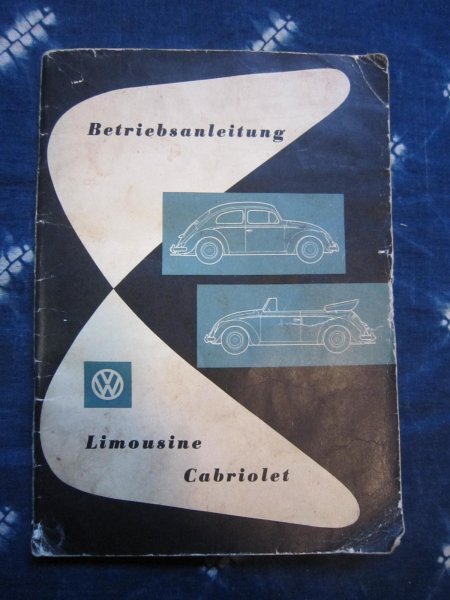 Betriebsanleitung
VW
Limousine
Cabriolet